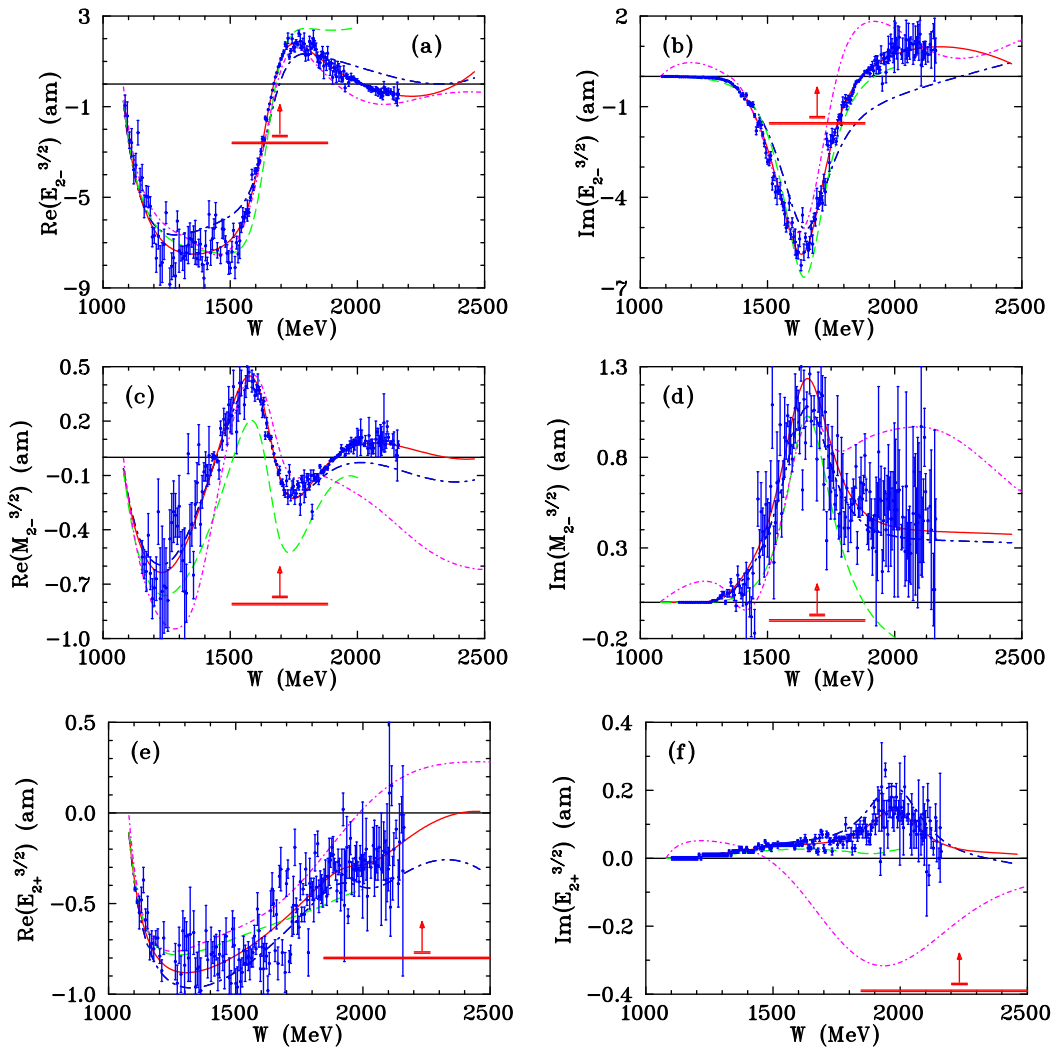 3
-1
-5
-9
Re(E2- 3/2) (am)
(a)
1000 1500 2000 2500
W (MeV)
2
-1
-4
-7
Im(E2- 3/2) (am)
(b)
1000 1500 2000 2500
W (MeV)
0.5
0.2
-0.1
-0.4
-0.7
-1.0
Re(M2- 3/2) (am)
(c)
1000 1500 2000 2500
W (MeV)
1.3
0.8
0.3
-0.2
Im(M2- 3/2) (am)
(d)
1000 1500 2000 2500
W (MeV)
0.5
0.0
-0.5
-1.0
Re(E2+ 3/2) (am)
(e)
1000 1500 2000 2500
W (MeV)
0.4
0.2
0.0
-0.2
-0.4
Im(E2+ 3/2) (am)
(f)
1000 1500 2000 2500
W (MeV)